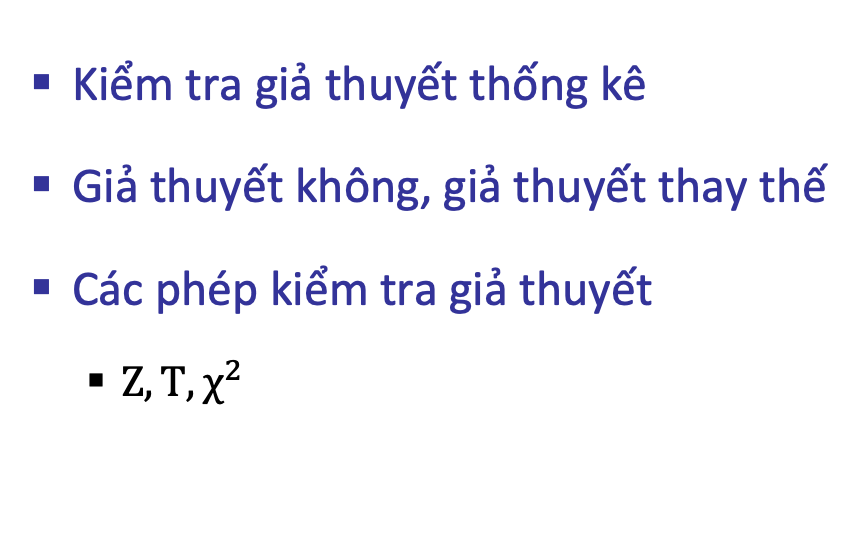 ▪ Kiểm tra giả thuyết thống kê
▪ Giả thuyết không, giả thuyết thay thế
▪ Các phép kiểm tra giả thuyết
▪ Z, T, χ²